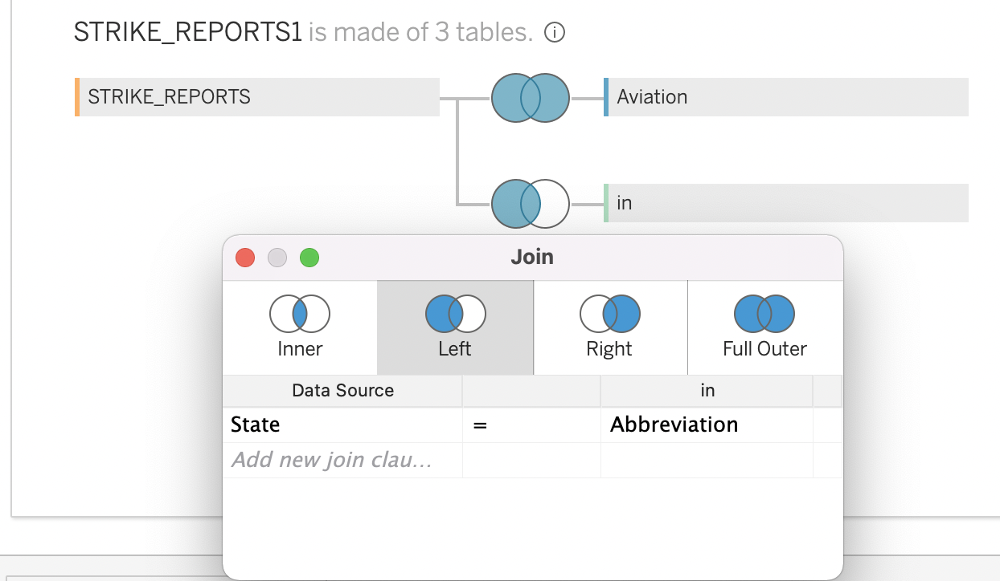 STRIKE_REPORTS1 is made of 3 tables. i
STRIKE_REPORTS Aviation
in
Join
Inner Left Right Full Outer
Data Source in
State = Abbreviation
Add new join clau...